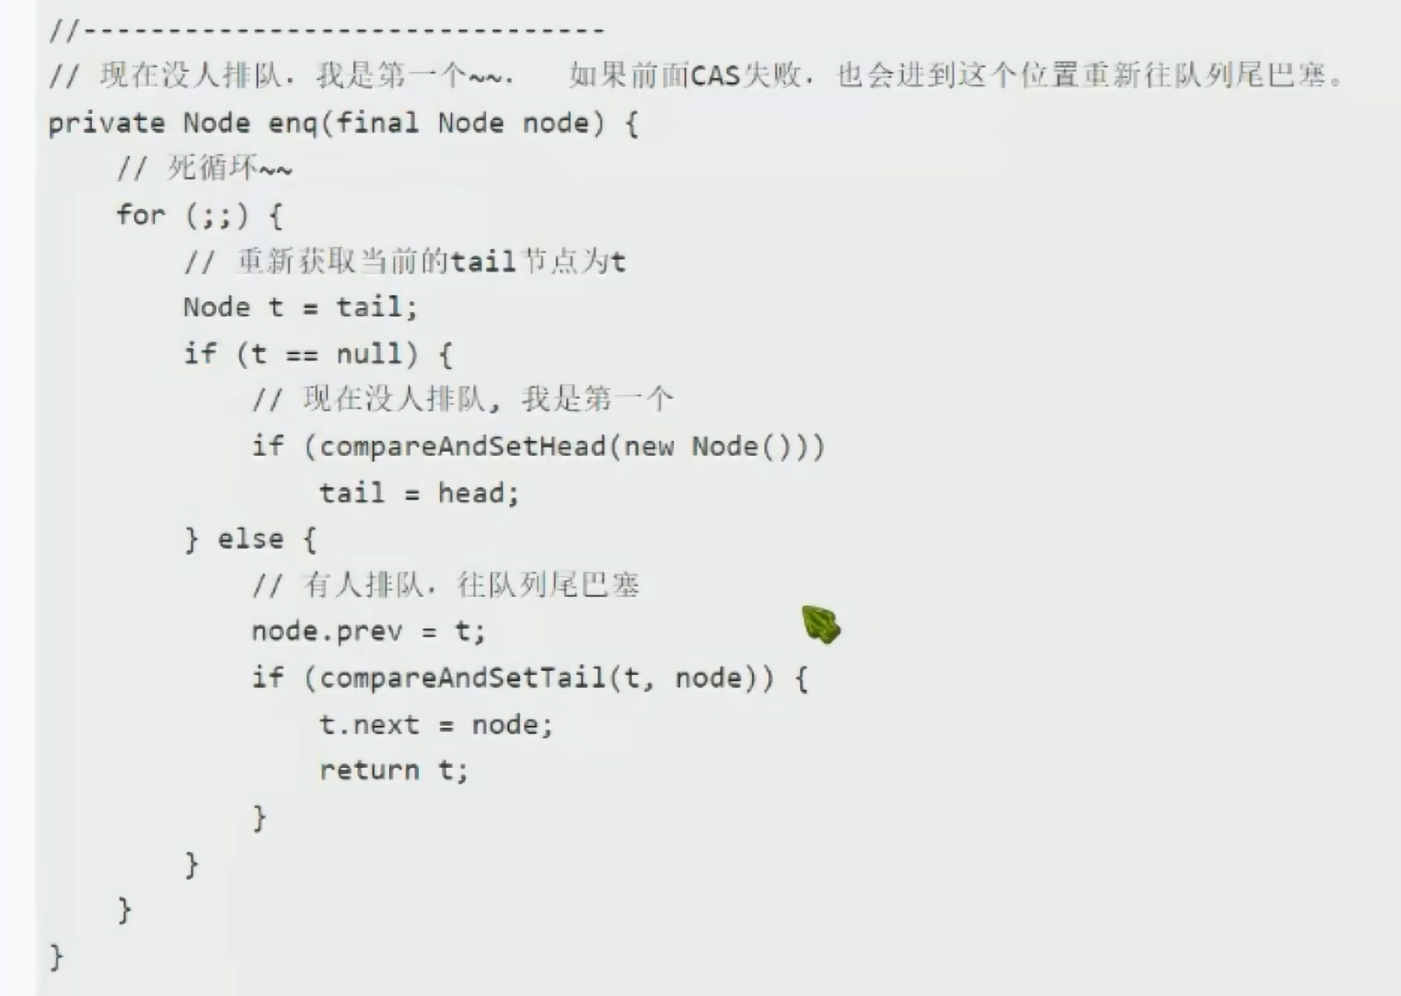 //-------------------------------
// 现在没人排队，我是第一个~~， 如果前面CAS失败，也会进到这个位置重新往队列尾巴塞。
private Node enq(final Node node) {
    // 死循环~~
    for (;;) {
        // 重新获取当前的tail节点为t
        Node t = tail;
        if (t == null) {
            // 现在没人排队, 我是第一个
            if (compareAndSetHead(new Node()))
                tail = head;
        } else {
            // 有人排队，往队列尾巴塞
            node.prev = t;
            if (compareAndSetTail(t, node)) {
                t.next = node;
                return t;
            }
        }
    }
}